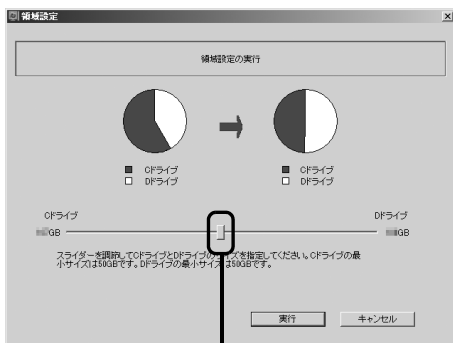 領域設定
領域設定の実行
Cドライブ
Dドライブ
Cドライブ
Dドライブ
Cドライブ
Dドライブ
GB
GB
スライダーを調節してCドライブとDドライブのサイズを指定してください。Cドライブの最
小サイズは50GBです。Dドライブの最小サイズは50GBです。
実行
キャンセル